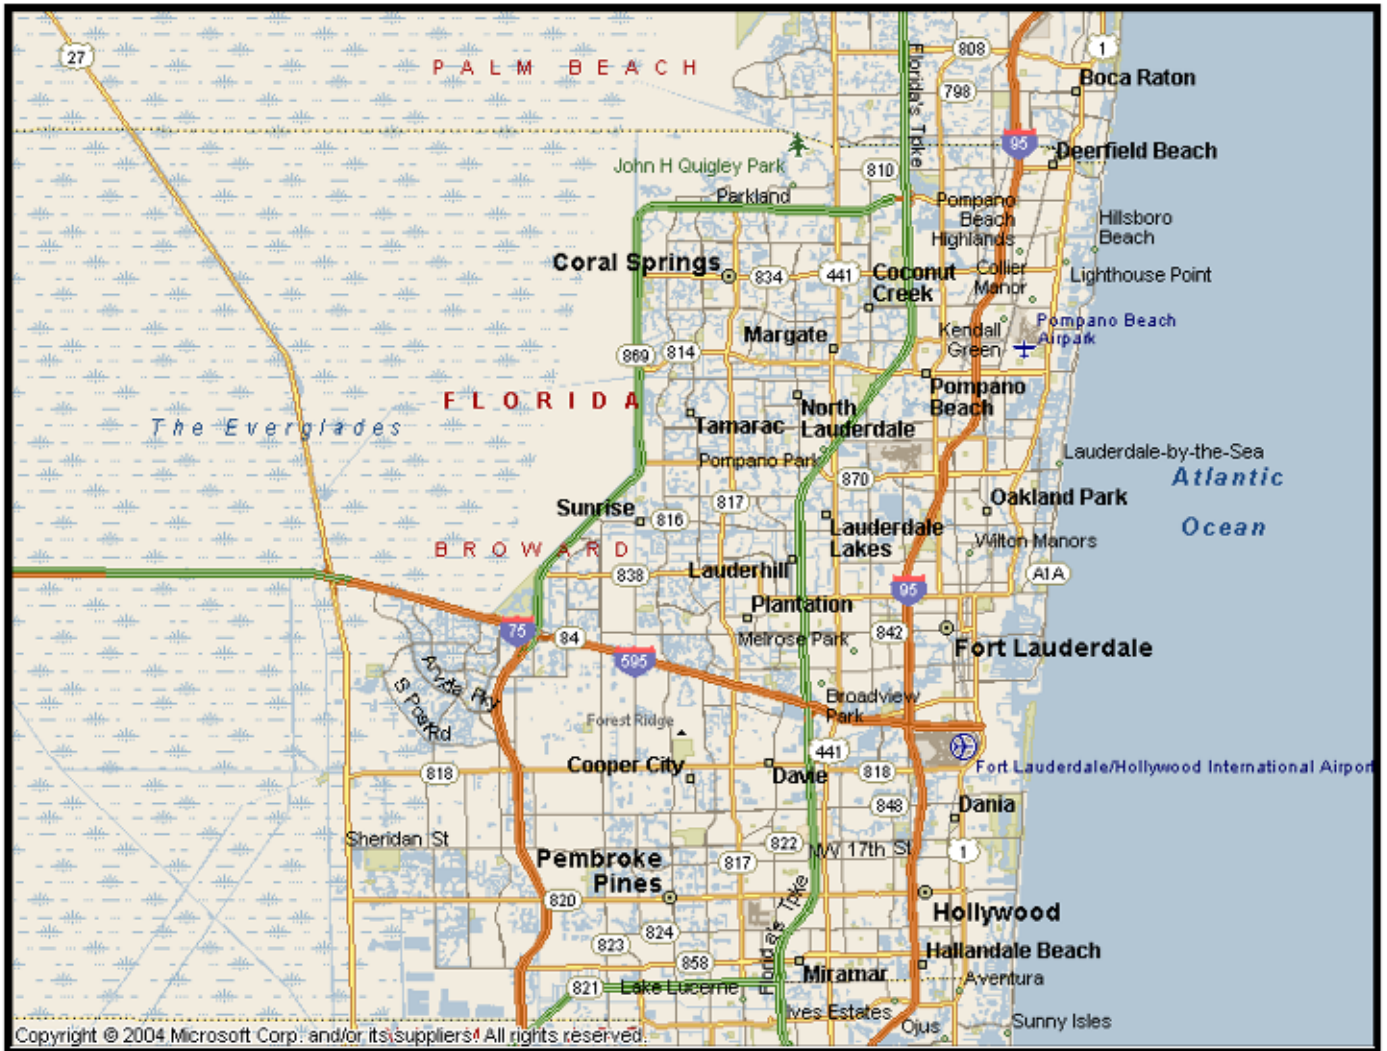 27
PALM BEACH
808
1
Boca Raton
798
Florida's Tpke
95
Deerfield Beach
John H Quigley Park
810
Parkland
Pompano
Beach
Highlands
Hillsboro
Beach
Coral Springs
834
441
Coconut
Creek
Collier
Manor
Lighthouse Point
Margate
Kendall
Green
Pompano Beach
Airpark
869
814
Pompano
Beach
FLORIDA
The Everglades
Tamarac
North
Lauderdale
Pompano Park
870
Lauderdale-by-the-Sea
Atlantic
Ocean
817
Oakland Park
Sunrise
816
Lauderdale
Lakes
Wilton Manors
BROWARD
838
Lauderhill
A1A
95
Plantation
75
84
Melrose Park
842
Fort Lauderdale
595
Arvida Pky
S Post Rd
Broadview
Park
Forest Ridge
441
Cooper City
818
Davie
818
Fort Lauderdale/Hollywood International Airport
848
Dania
Sheridan St
822
NW 17th St
1
Pembroke
Pines
817
820
Florida's Tpke
Hollywood
824
823
858
Hallandale Beach
Miramar
Aventura
821
Lake Lucerne
Ives Estates
Ojus
Sunny Isles
Copyright © 2004 Microsoft Corp. and/or its suppliers. All rights reserved.